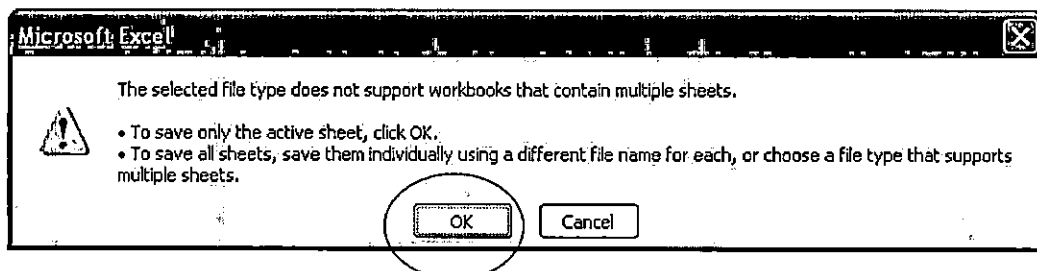 Microsoft Excel
The selected file type does not support workbooks that contain multiple sheets.
• To save only the active sheet, click OK.
• To save all sheets, save them individually using a different file name for each, or choose a file type that supports
multiple sheets.
OK Cancel